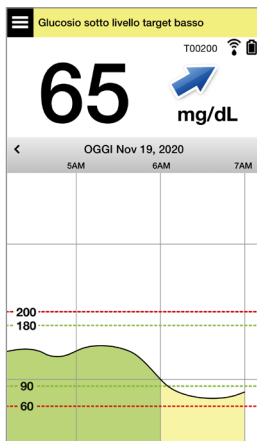 Glucosio sotto livello target basso
T00200
65
mg/dL
OGGI Nov 19, 2020
5AM 6AM 7AM
200
180
90
60